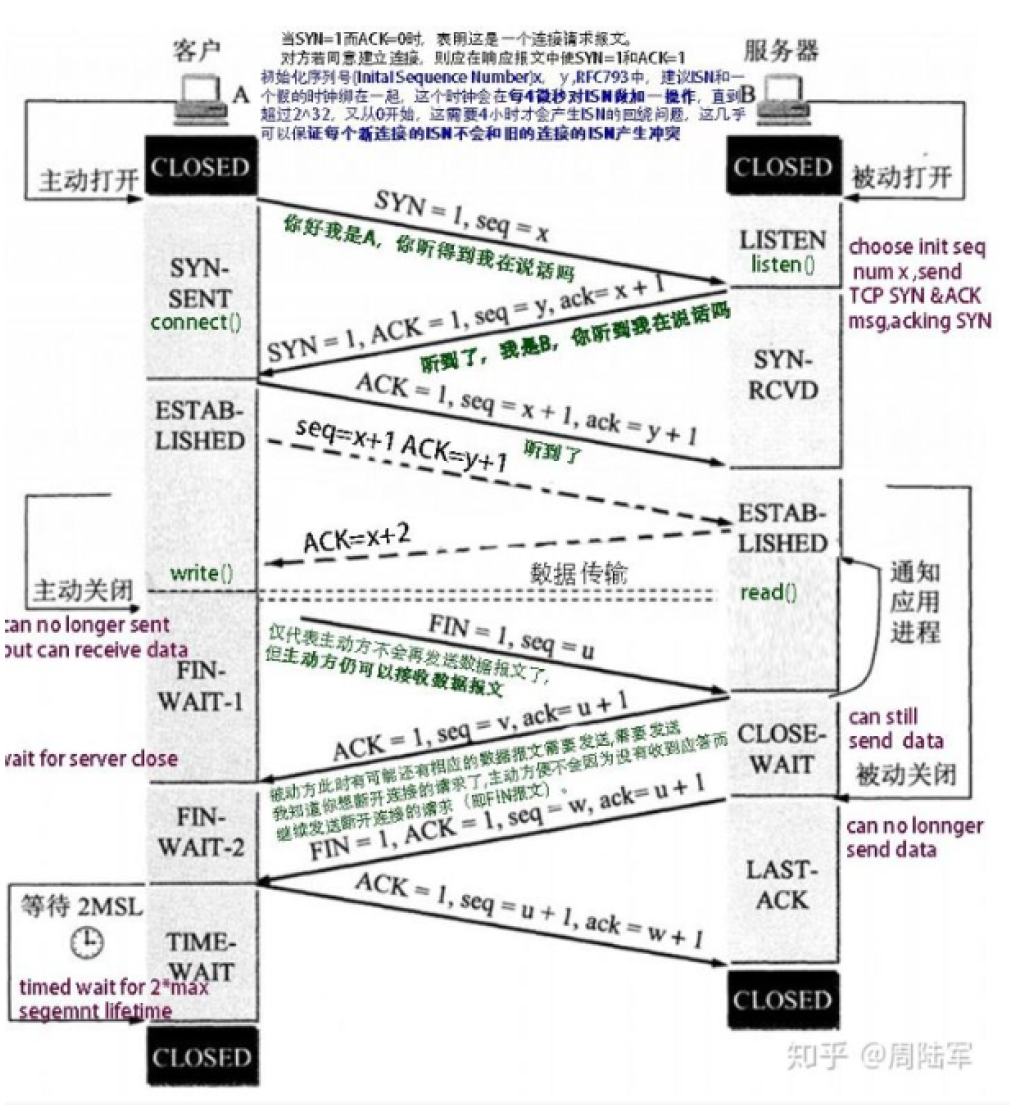 当SYN=1而ACK=0时，表明这是一个连接请求报文。
对方若同意建立连接，则应在响应报文中使SYN=1和ACK=1
初始化序列号(Inital Sequence Number)x，y,RFC793中，建议ISN和一
个假的时钟绑在一起，这个时钟会在每4微秒对ISN做加一操作，直到
超过2^32，又从0开始，这需要4小时才会产生ISN的回绕问题，这几乎
可以保证每个新连接的ISN不会和旧的连接的ISN产生冲突
客户
服务器
A
B
CLOSED
CLOSED
主动打开
被动打开
SYN = 1, seq = x
你好我是A，你听得到我在说话吗
LISTEN
listen()
choose init seq
num x ,send
TCP SYN &ACK
msg,acking SYN
SYN-
SENT
connect()
SYN = 1, ACK = 1, seq = y, ack= x + 1
听到了，我是B，你听到我在说话吗
SYN-
RCVD
ACK = 1, seq = x + 1, ack = y + 1
听到了
ESTAB-
LISHED
seq=x+1 ACK=y+1
ESTAB-
LISHED
ACK=x+2
write()
数据传输
read()
通知
应用
进程
主动关闭
can no longer sent
out can receive data
FIN = 1, seq = u
仅代表主动方不会再发送数据报文了，
但主动方仍可以接收数据报文
FIN-
WAIT-1
ACK = 1, seq = v, ack= u + 1
CLOSE-
WAIT
can still
send data
被动关闭
wait for server close
被动方此时有可能还有相应的数据报文需要发送,需要发送
我知道你想断开连接的请求了,主动方便不会因为没有收到应答而
继续发送断开连接的请求（即FIN报文）。
FIN = 1, ACK = 1, seq = w, ack= u + 1
FIN-
WAIT-2
can no lonnger
send data
LAST-
ACK
ACK = 1, seq = u + 1, ack = w + 1
等待 2MSL
TIME-
WAIT
timed wait for 2*max
segemnt lifetime
CLOSED
CLOSED
知乎 @周陆军